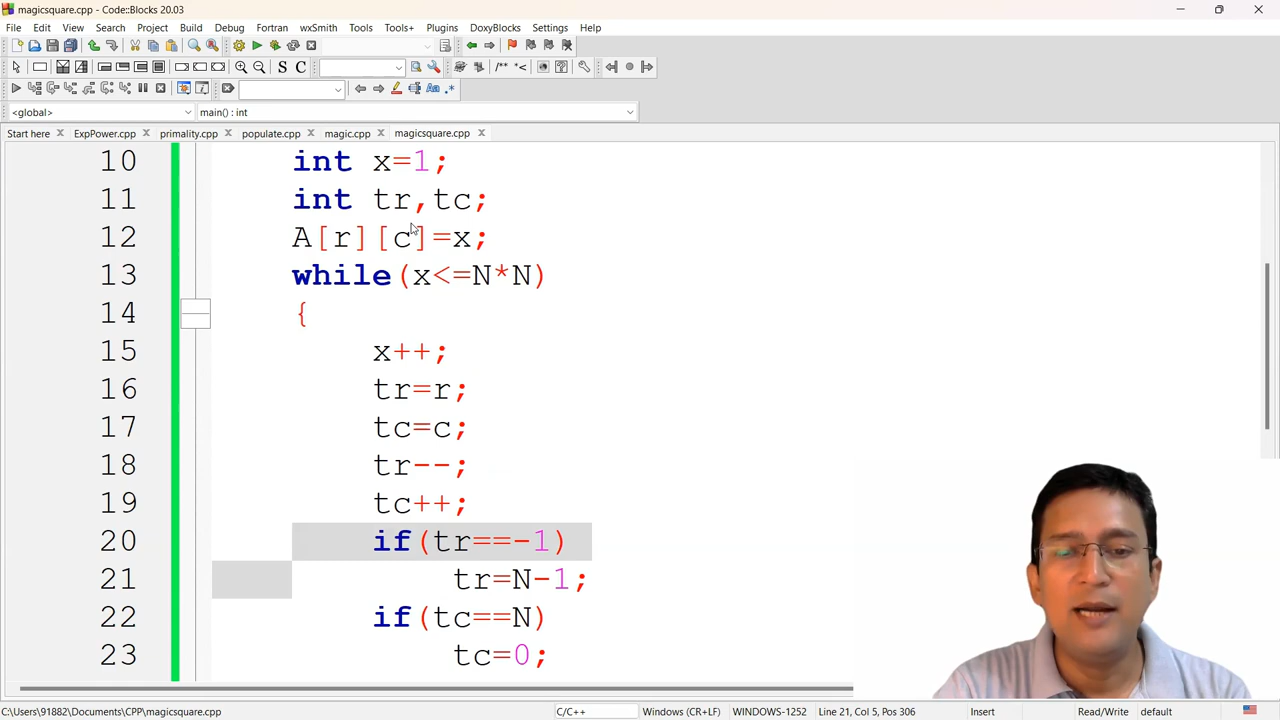 magicsquare.cpp - Code::Blocks 20.03
File Edit View Search Project Build Debug Fortran wxSmith Tools Tools+ Plugins DoxyBlocks Settings Help
S C /** *<
Aa .*
<global> main() : int
Start here ExpPower.cpp primality.cpp populate.cpp magic.cpp magicsquare.cpp
10 int x=1;
11 int tr,tc;
12 A[r][c]=x;
13 while(x<=N*N)
14 {
15 x++;
16 tr=r;
17 tc=c;
18 tr--;
19 tc++;
20 if(tr==-1)
21 tr=N-1;
22 if(tc==N)
23 tc=0;
C:\Users\91882\Documents\CPP\magicsquare.cpp C/C++ Windows (CR+LF) WINDOWS-1252 Line 21, Col 5, Pos 306 Insert Read/Write default